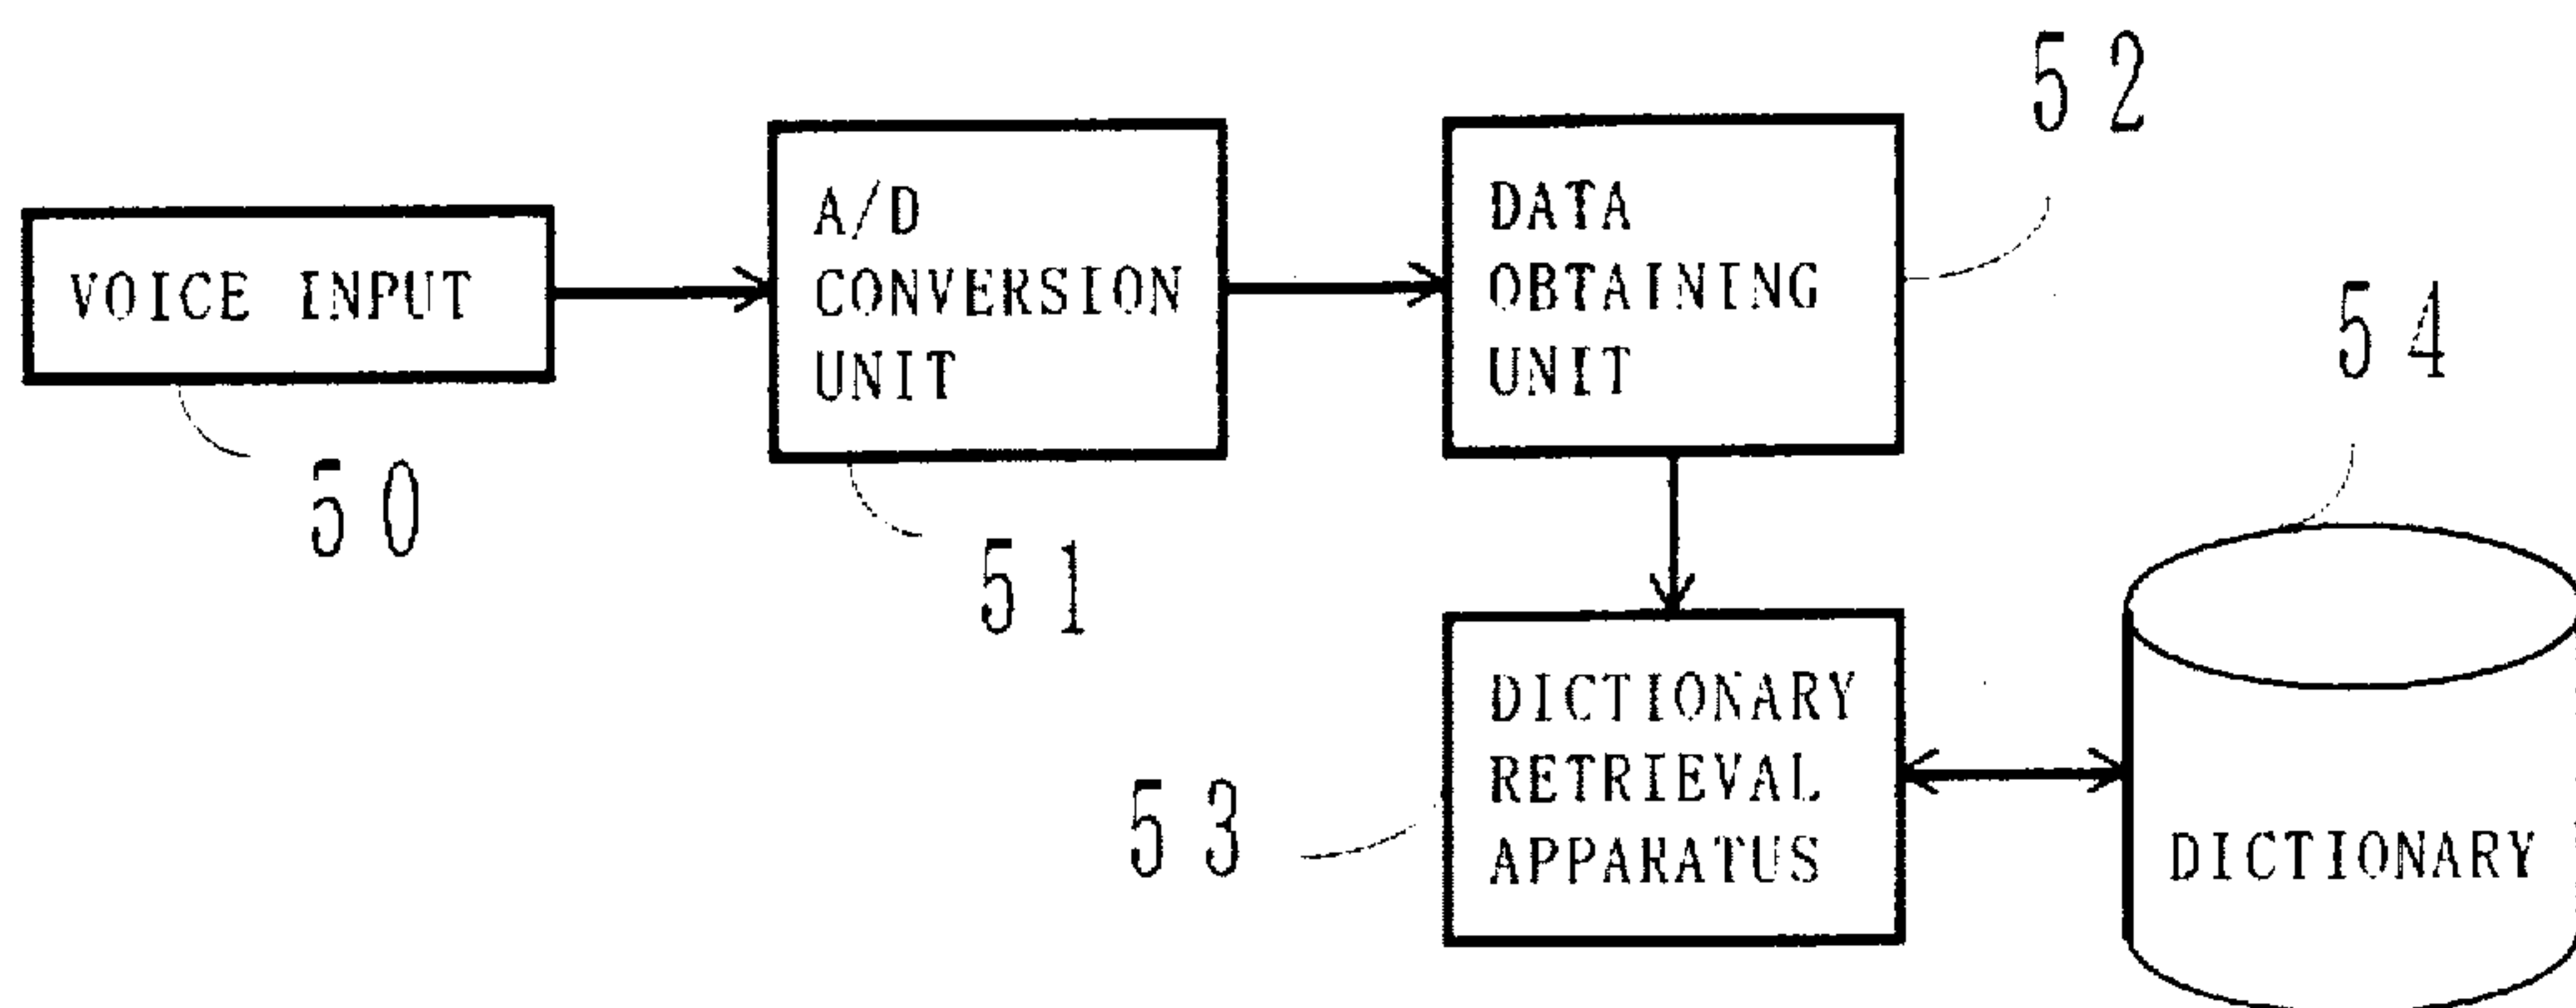 52
A/D
CONVERSION
UNIT
DATA
OBTAINING
UNIT
VOICE INPUT
54
50
51
DICTIONARY
RETRIEVAL
APPARATUS
53
DICTIONARY